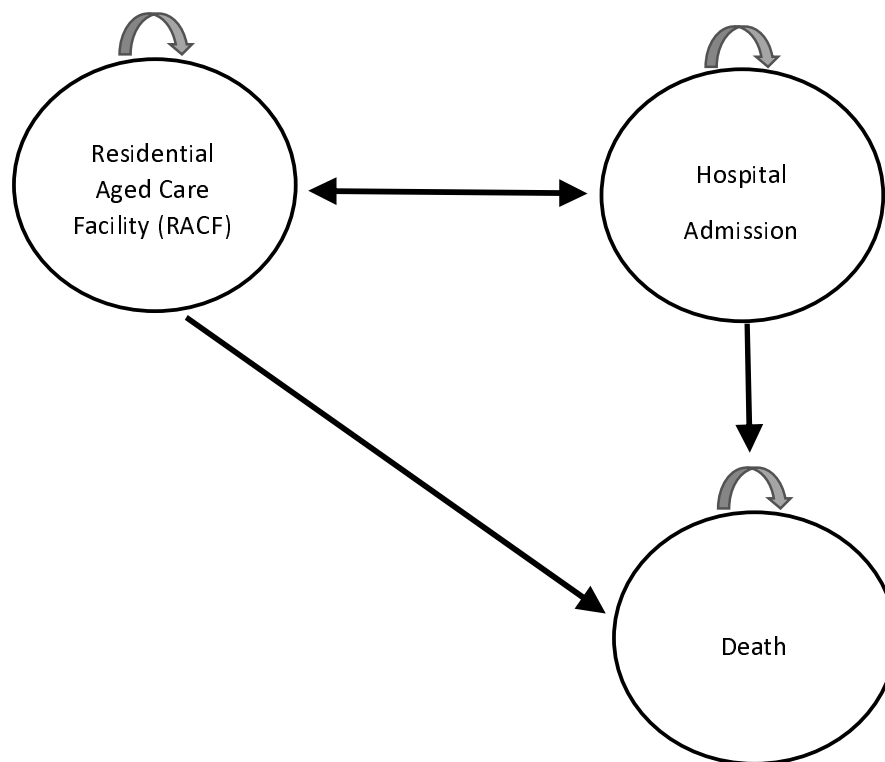 Residential
Aged Care
Facility (RACF)
Hospital
Admission
Death